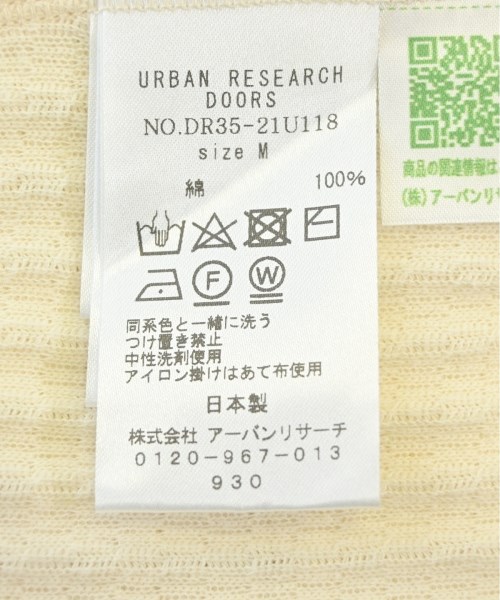 URBAN RESEARCH
DOORS
NO.DR35-21U118
size M
綿 100%
F W
同系色と一緒に洗う
つけ置き禁止
中性洗剤使用
アイロン掛けはあて布使用
日本製
株式会社 アーバンリサーチ
0120-967-013
930
商品の関連情報は
(株)アーバンリ